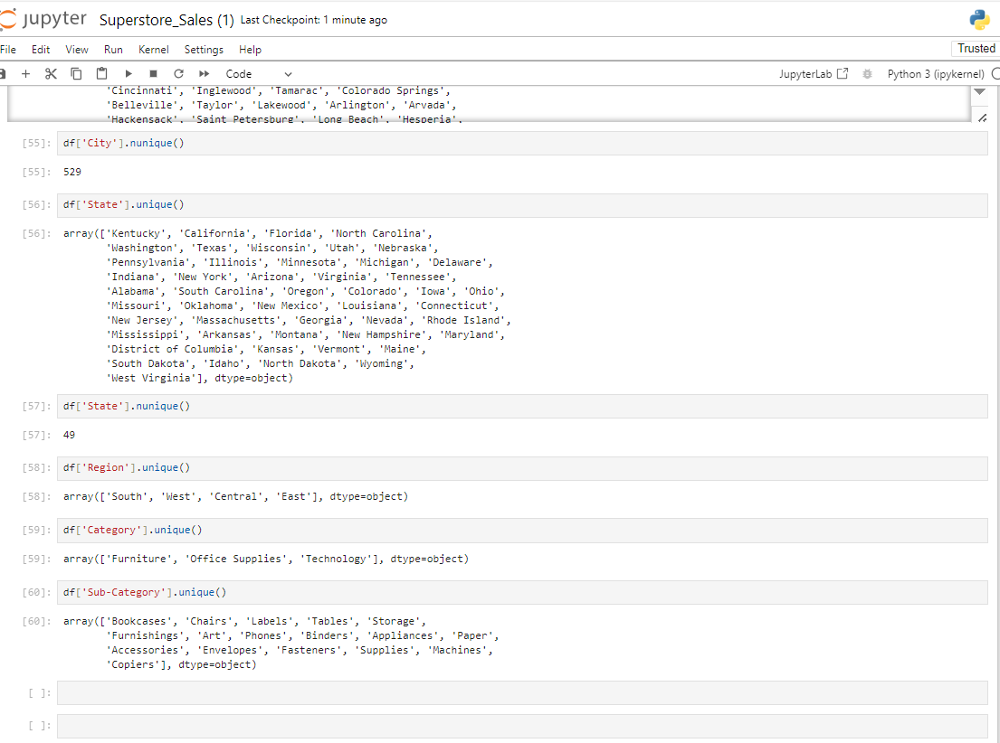 jupyter Superstore_Sales (1) Last Checkpoint: 1 minute ago
File Edit View Run Kernel Settings Help Trusted
Code JupyterLab Python 3 (ipykernel)
'Cincinnati', 'Inglewood', 'Tamarac', 'Colorado Springs',
'Belleville', 'Taylor', 'Lakewood', 'Arlington', 'Arvada',
'Hackensack', 'Saint Petersburg', 'Long Beach', 'Hesperia',
[55]: df['City'].nunique()
[55]: 529
[56]: df['State'].unique()
[56]: array(['Kentucky', 'California', 'Florida', 'North Carolina',
'Washington', 'Texas', 'Wisconsin', 'Utah', 'Nebraska',
'Pennsylvania', 'Illinois', 'Minnesota', 'Michigan', 'Delaware',
'Indiana', 'New York', 'Arizona', 'Virginia', 'Tennessee',
'Alabama', 'South Carolina', 'Oregon', 'Colorado', 'Iowa', 'Ohio',
'Missouri', 'Oklahoma', 'New Mexico', 'Louisiana', 'Connecticut',
'New Jersey', 'Massachusetts', 'Georgia', 'Nevada', 'Rhode Island',
'Mississippi', 'Arkansas', 'Montana', 'New Hampshire', 'Maryland',
'District of Columbia', 'Kansas', 'Vermont', 'Maine',
'South Dakota', 'Idaho', 'North Dakota', 'Wyoming',
'West Virginia'], dtype=object)
[57]: df['State'].nunique()
[57]: 49
[58]: df['Region'].unique()
[58]: array(['South', 'West', 'Central', 'East'], dtype=object)
[59]: df['Category'].unique()
[59]: array(['Furniture', 'Office Supplies', 'Technology'], dtype=object)
[60]: df['Sub-Category'].unique()
[60]: array(['Bookcases', 'Chairs', 'Labels', 'Tables', 'Storage',
'Furnishings', 'Art', 'Phones', 'Binders', 'Appliances', 'Paper',
'Accessories', 'Envelopes', 'Fasteners', 'Supplies', 'Machines',
'Copiers'], dtype=object)
[ ]:
[ ]: